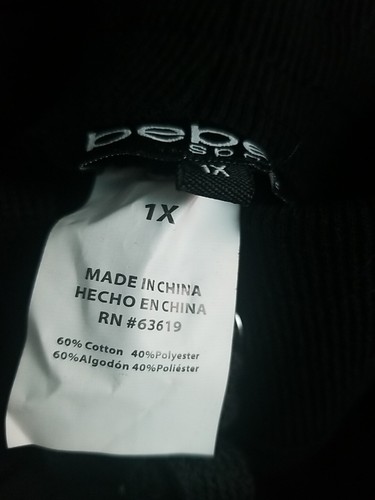 bebe
sport
1X
1X
MADE IN CHINA
HECHO EN CHINA
RN #63619
60% Cotton 40%Polyester
60%Algodón 40%Poliéster